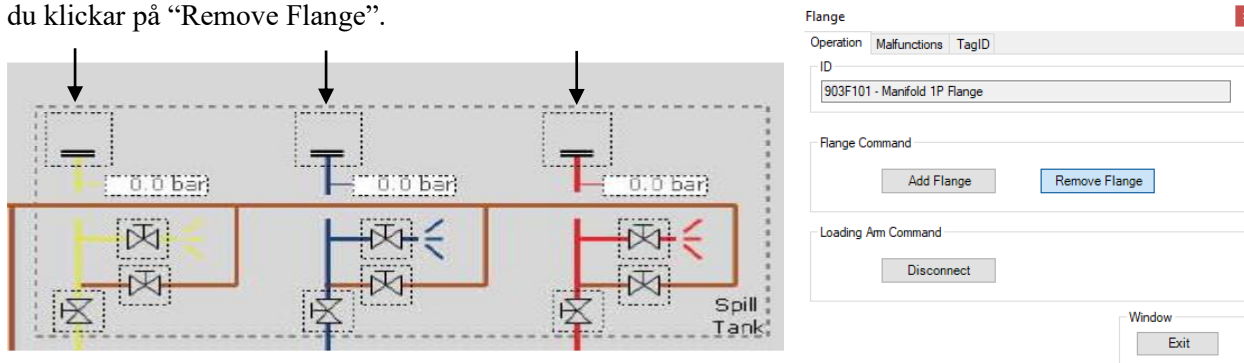 du klickar på “Remove Flange”.
0.0 bar
0.0 bar
0.0 bar
Spill
Tank
Flange
Operation
Malfunctions
TagID
ID
903F101 - Manifold 1P Flange
Flange Command
Add Flange
Remove Flange
Loading Arm Command
Disconnect
Window
Exit